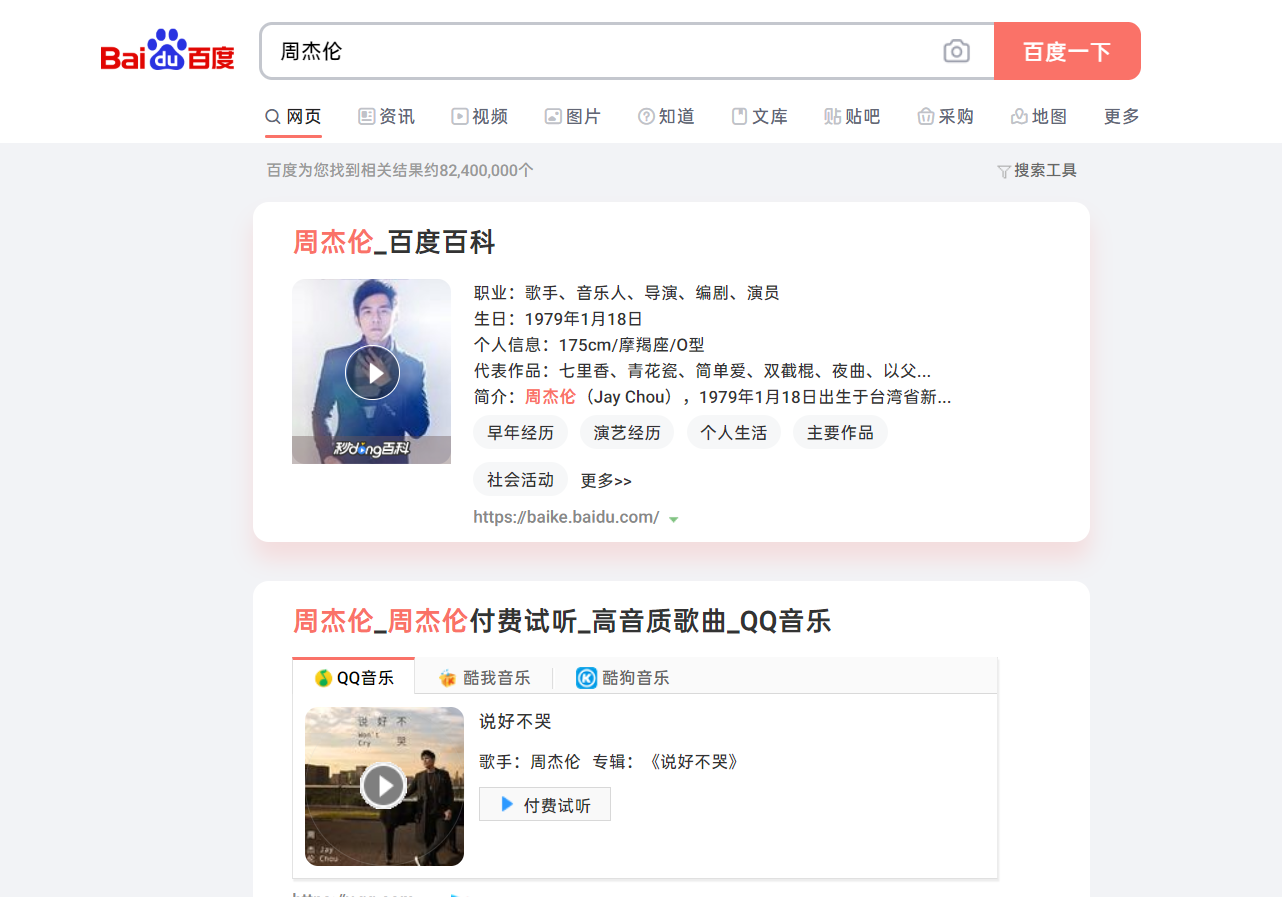 Bai du 百度
周杰伦
百度一下
网页 资讯 视频 图片 知道 文库 贴吧 采购 地图 更多
百度为您找到相关结果约82,400,000个
搜索工具
周杰伦_百度百科
职业：歌手、音乐人、导演、编剧、演员
生日：1979年1月18日
个人信息：175cm/摩羯座/O型
代表作品：七里香、青花瓷、简单爱、双截棍、夜曲、以父...
简介：周杰伦（Jay Chou），1979年1月18日出生于台湾省新...
秒dong百科
早年经历 演艺经历 个人生活 主要作品
社会活动 更多>>
https://baike.baidu.com/
周杰伦_周杰伦付费试听_高音质歌曲_QQ音乐
QQ音乐 酷我音乐 酷狗音乐
说好不
Won't
Cry 哭
周
杰 Jay
伦 Chou
说好不哭
歌手：周杰伦 专辑：《说好不哭》
付费试听